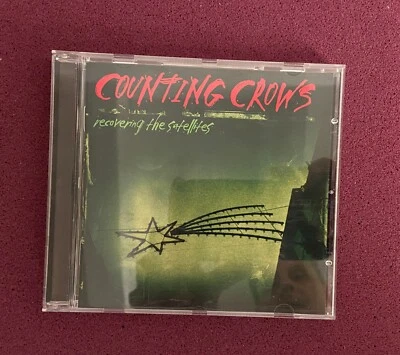 COUNTING CROWS
recovering the satellites